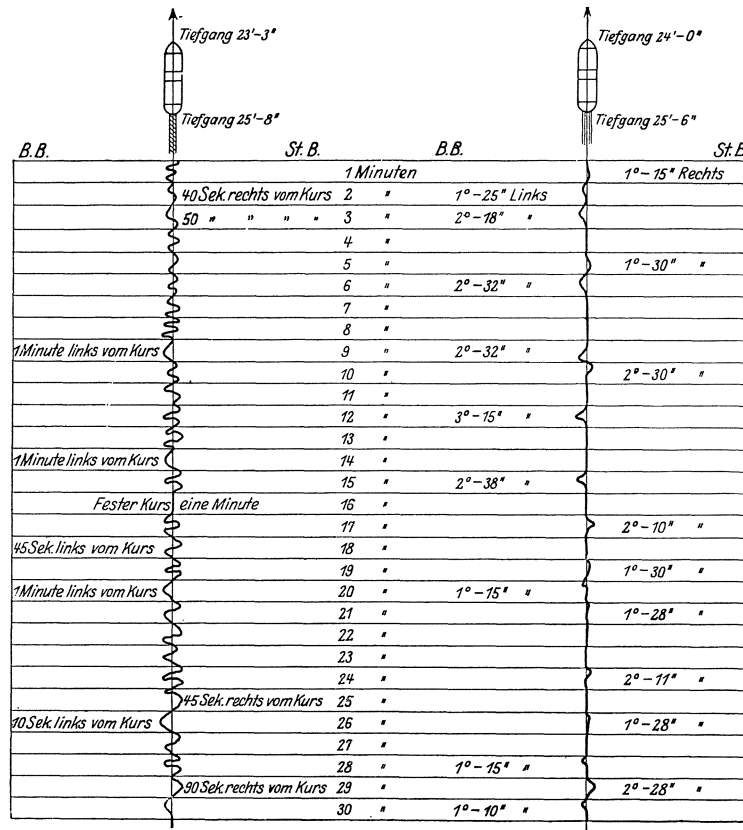 Tiefgang 23'-3" Tiefgang 24'-0"
Tiefgang 25'-8" Tiefgang 25'-6"
B.B. St. B. B.B. St.B
1 Minuten 1°-15" Rechts
40 Sek. rechts vom Kurs 2 " 1°-25" Links
50 " " " " 3 " 2°-18" "
4 "
5 " 1°-30" "
6 " 2°-32" "
7 "
8 "
1 Minute links vom Kurs 9 " 2°-32" "
10 " 2°-30" "
11 "
12 " 3°-15" "
13 "
1 Minute links vom Kurs 14 "
15 " 2°-38" "
Fester Kurs eine Minute 16 "
17 " 2°-10" "
45 Sek. links vom Kurs 18 "
19 " 1°-30" "
1 Minute links vom Kurs 20 " 1°-15" "
21 " 1°-28" "
22 "
23 "
24 " 2°-11" "
45 Sek. rechts vom Kurs 25 "
10 Sek. links vom Kurs 26 " 1°-28" "
27 "
28 " 1°-15" "
90 Sek. rechts vom Kurs 29 " 2°-28" "
30 " 1°-10" "